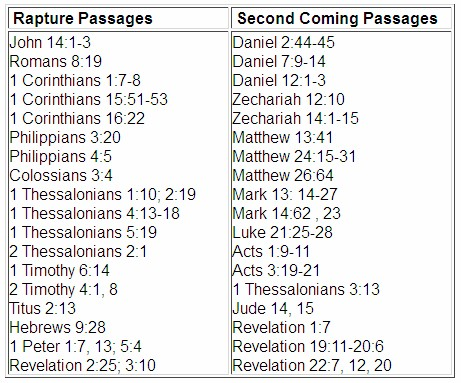 Rapture Passages Second Coming Passages
John 14:1-3 Daniel 2:44-45
Romans 8:19 Daniel 7:9-14
1 Corinthians 1:7-8 Daniel 12:1-3
1 Corinthians 15:51-53 Zechariah 12:10
1 Corinthians 16:22 Zechariah 14:1-15
Philippians 3:20 Matthew 13:41
Philippians 4:5 Matthew 24:15-31
Colossians 3:4 Matthew 26:64
1 Thessalonians 1:10; 2:19 Mark 13: 14-27
1 Thessalonians 4:13-18 Mark 14:62 , 23
1 Thessalonians 5:19 Luke 21:25-28
2 Thessalonians 2:1 Acts 1:9-11
1 Timothy 6:14 Acts 3:19-21
2 Timothy 4:1, 8 1 Thessalonians 3:13
Titus 2:13 Jude 14, 15
Hebrews 9:28 Revelation 1:7
1 Peter 1:7, 13; 5:4 Revelation 19:11-20:6
Revelation 2:25; 3:10 Revelation 22:7, 12, 20